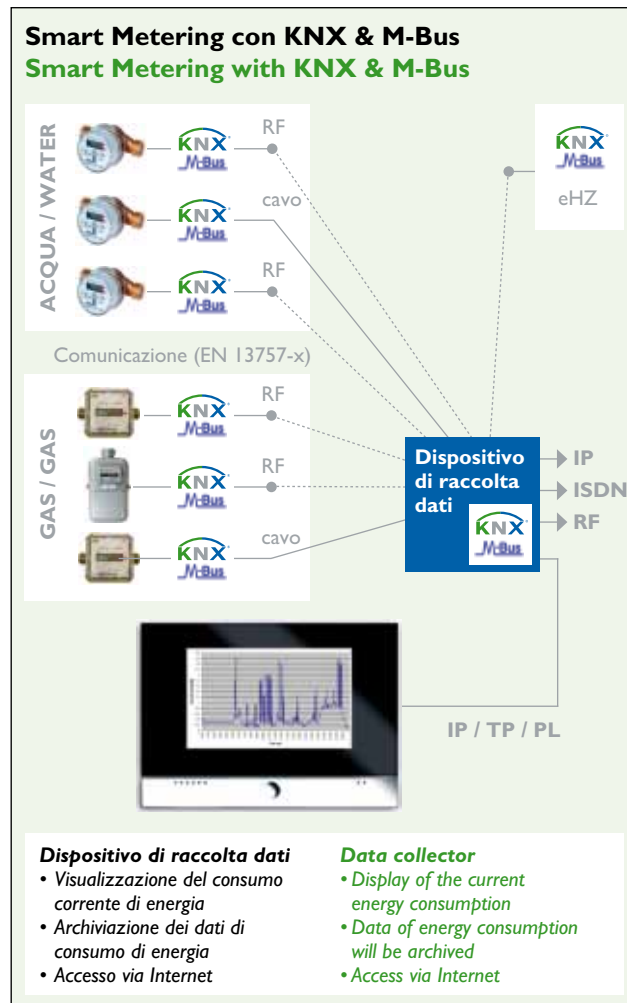 Smart Metering con KNX & M-Bus
Smart Metering with KNX & M-Bus
ACQUA / WATER
KNX
M-Bus
RF
KNX
M-Bus
cavo
KNX
M-Bus
RF
KNX
M-Bus
eHZ
Comunicazione (EN 13757-x)
GAS / GAS
KNX
M-Bus
RF
KNX
M-Bus
RF
KNX
M-Bus
cavo
Dispositivo
di raccolta
dati
KNX
M-Bus
IP
ISDN
RF
IP / TP / PL
Dispositivo di raccolta dati
• Visualizzazione del consumo
corrente di energia
• Archiviazione dei dati di
consumo di energia
• Accesso via Internet
Data collector
• Display of the current
energy consumption
• Data of energy consumption
will be archived
• Access via Internet